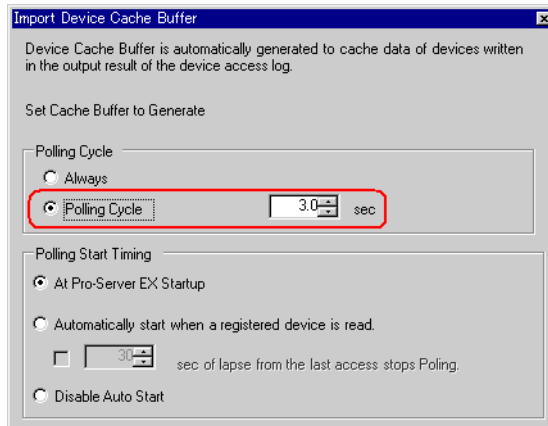 Import Device Cache Buffer
Device Cache Buffer is automatically generated to cache data of devices written
in the output result of the device access log.
Set Cache Buffer to Generate
Polling Cycle
Always
Polling Cycle 3.0 sec
Polling Start Timing
At Pro-Server EX Startup
Automatically start when a registered device is read.
30 sec of lapse from the last access stops Poling.
Disable Auto Start